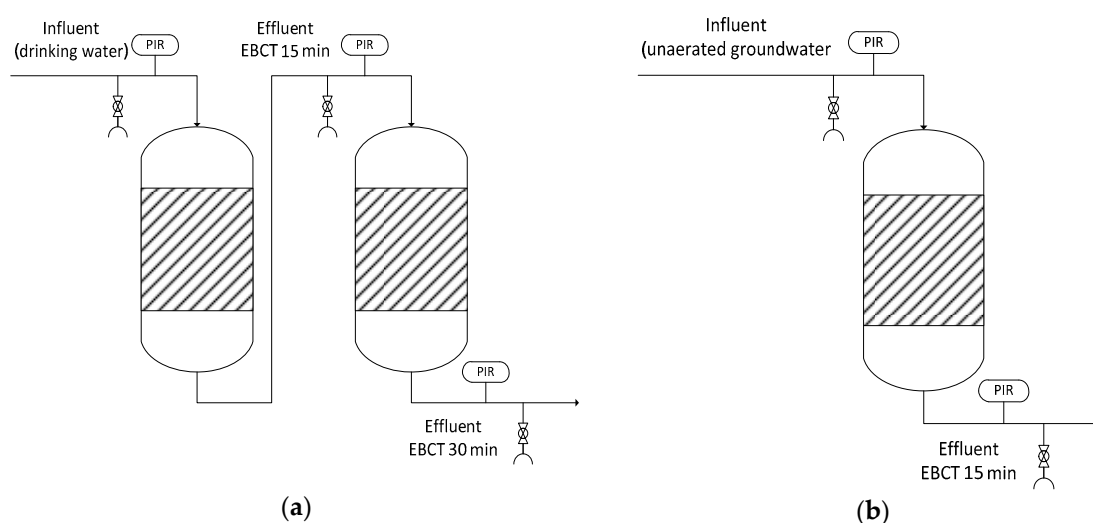 Influent
(drinking water)
PIR
Effluent
EBCT 15 min
PIR
PIR
Effluent
EBCT 30 min
(a)
Influent
(unaerated groundwater
PIR
PIR
Effluent
EBCT 15 min
(b)